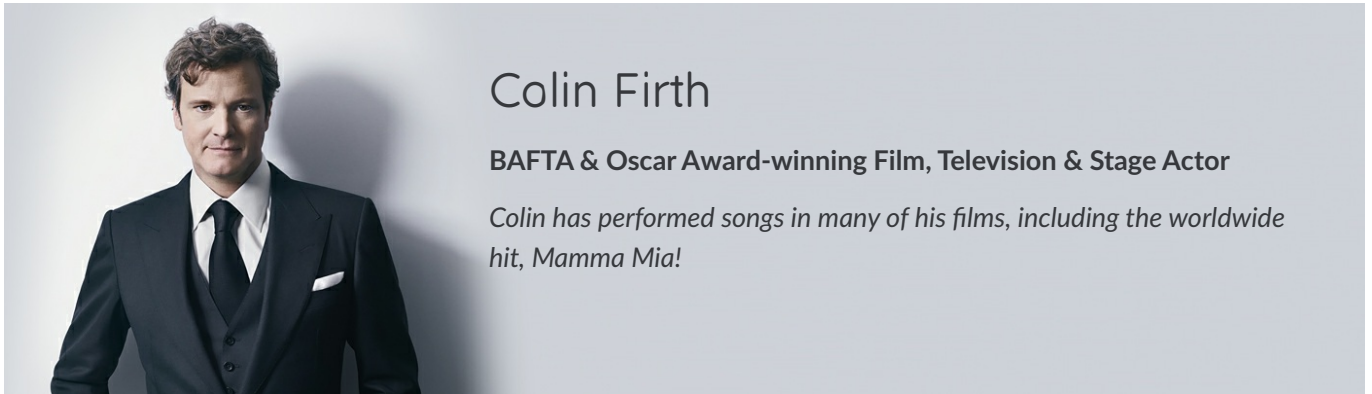 Colin Firth
BAFTA & Oscar Award-winning Film, Television & Stage Actor
Colin has performed songs in many of his films, including the worldwide
hit, Mamma Mia!